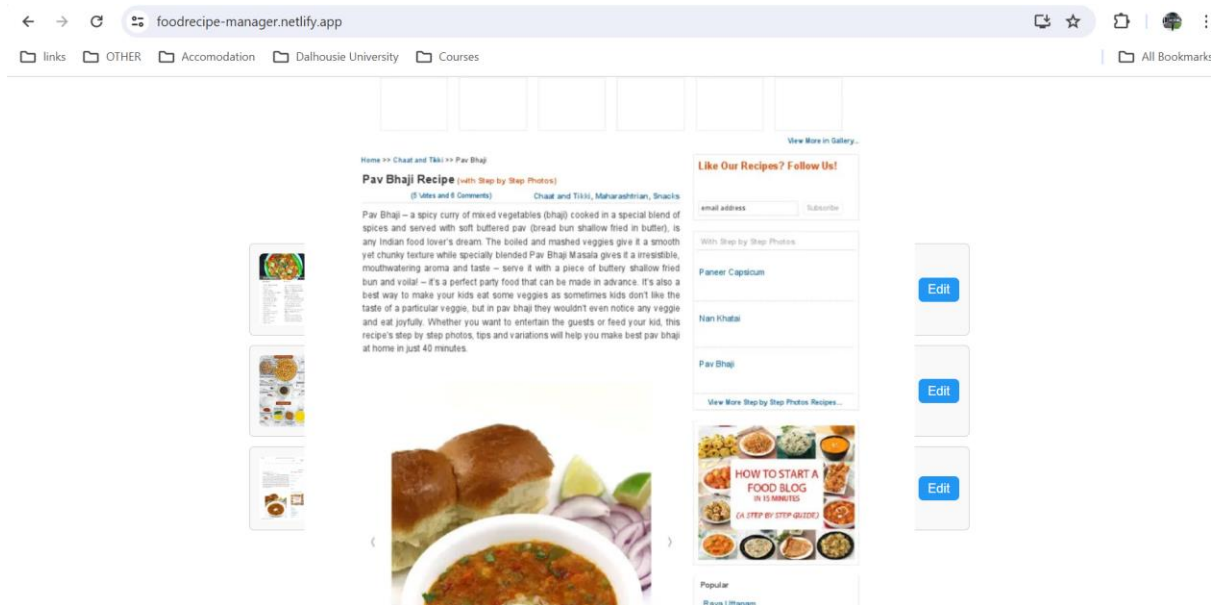 foodrecipe-manager.netlify.app
links OTHER Accomodation Dalhousie University Courses All Bookmarks
View More in Gallery...
Home >> Chaat and Tikki >> Pav Bhaji
Pav Bhaji Recipe (with Step by Step Photos)
(5 Votes and 6 Comments) Chaat and Tikki, Maharashtrian, Snacks
Pav Bhaji – a spicy curry of mixed vegetables (bhaji) cooked in a special blend of
spices and served with soft buttered pav (bread bun shallow fried in butter), is
any Indian food lover's dream. The boiled and mashed veggies give it a smooth
yet chunky texture while specially blended Pav Bhaji Masala gives it a irresistible,
mouthwatering aroma and taste – serve it with a piece of buttery shallow fried
bun and voila! – it's a perfect party food that can be made in advance. It's also a
best way to make your kids eat some veggies as sometimes kids don't like the
taste of a particular veggie, but in pav bhaji they wouldn't even notice any veggie
and eat joyfully. Whether you want to entertain the guests or feed your kid, this
recipe's step by step photos, tips and variations will help you make best pav bhaji
at home in just 40 minutes.
Like Our Recipes? Follow Us!
email address Subscribe
With Step by Step Photos
Paneer Capsicum
Nan Khatai
Pav Bhaji
View More Step by Step Photos Recipes...
HOW TO START A
FOOD BLOG
IN 15 MINUTES
(A STEP BY STEP GUIDE)
Popular
Rava Uttapam
Edit
Edit
Edit